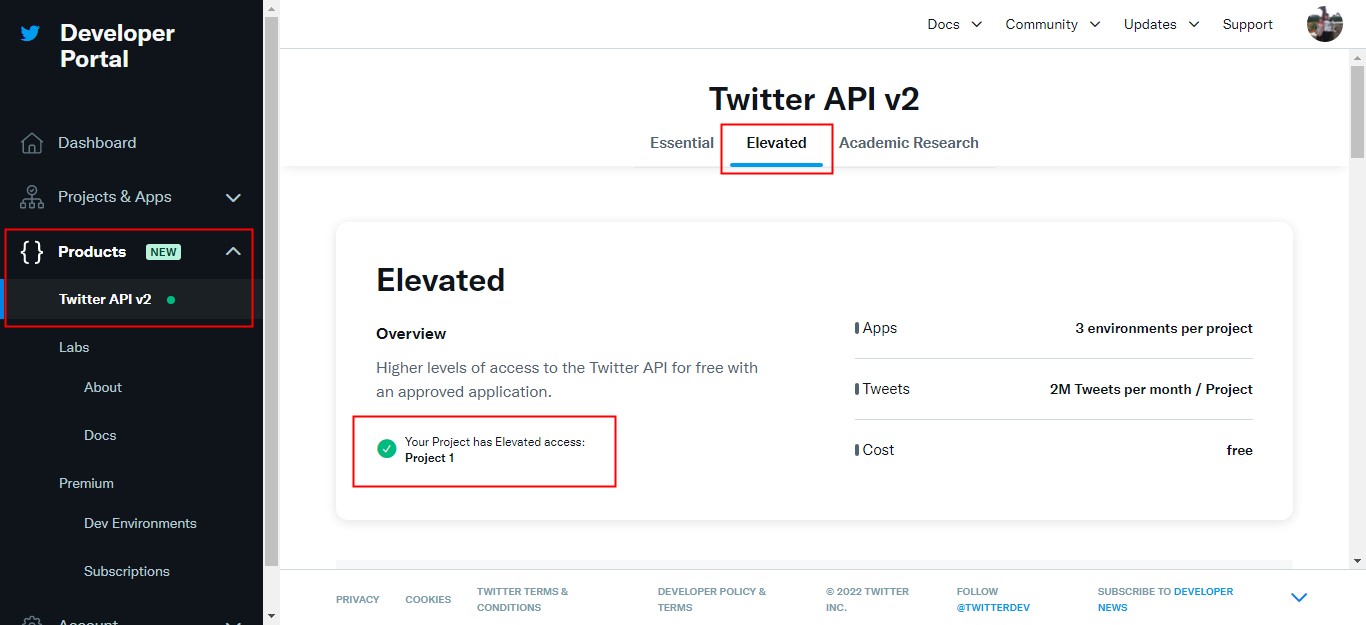 Developer
Portal
Dashboard
Projects & Apps
Products NEW
Twitter API v2
Labs
About
Docs
Premium
Dev Environments
Subscriptions
Account
Docs Community Updates Support
Twitter API v2
Essential Elevated Academic Research
Elevated
Overview
Higher levels of access to the Twitter API for free with
an approved application.
Your Project has Elevated access:
Project 1
Apps 3 environments per project
Tweets 2M Tweets per month / Project
Cost free
PRIVACY
COOKIES
TWITTER TERMS &
CONDITIONS
DEVELOPER POLICY &
TERMS
© 2022 TWITTER
INC.
FOLLOW
@TWITTERDEV
SUBSCRIBE TO DEVELOPER
NEWS